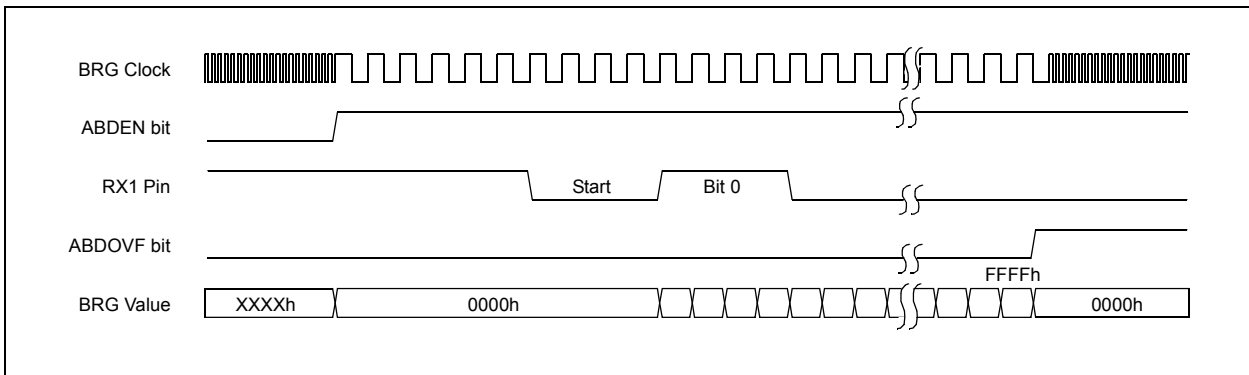 BRG Clock
ABDEN bit
RX1 Pin Start Bit 0
ABDOVF bit
FFFFh
BRG Value XXXXh 0000h 0000h